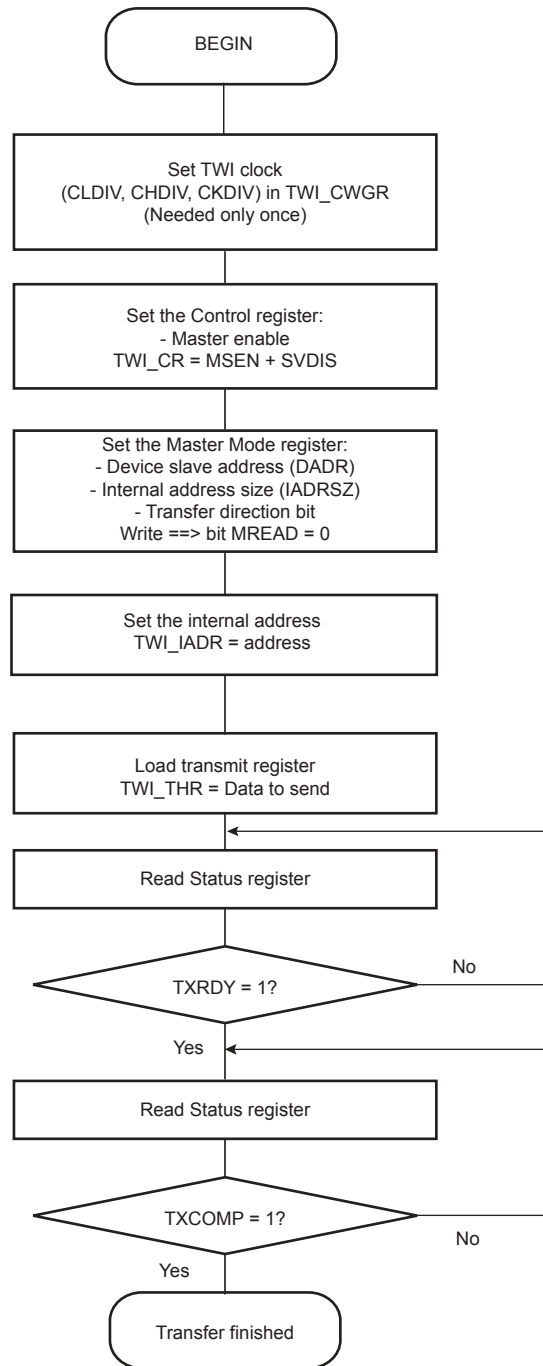 BEGIN
Set TWI clock
(CLDIV, CHDIV, CKDIV) in TWI_CWGR
(Needed only once)
Set the Control register:
- Master enable
TWI_CR = MSEN + SVDIS
Set the Master Mode register:
- Device slave address (DADR)
- Internal address size (IADRSZ)
- Transfer direction bit
Write ==> bit MREAD = 0
Set the internal address
TWI_IADR = address
Load transmit register
TWI_THR = Data to send
Read Status register
TXRDY = 1?
No
Yes
Read Status register
TXCOMP = 1?
No
Yes
Transfer finished